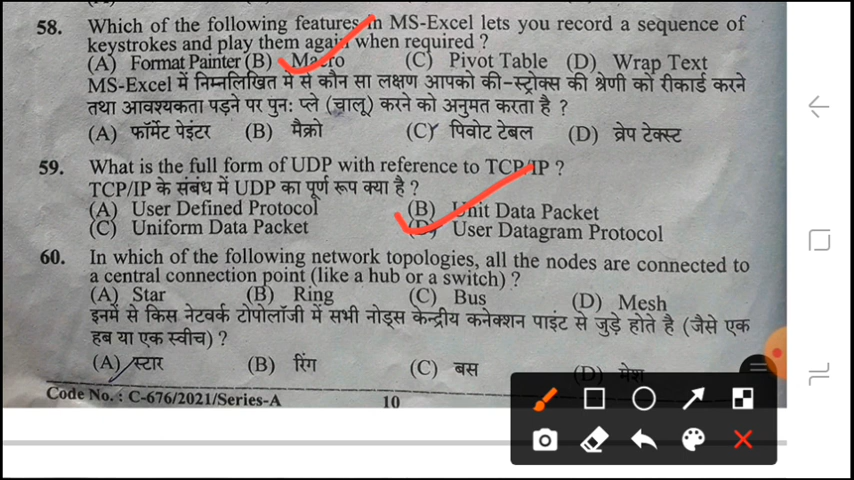 58. Which of the following features in MS-Excel lets you record a sequence of
keystrokes and play them again when required ?
(A) Format Painter (B) Macro (C) Pivot Table (D) Wrap Text
MS-Excel में निम्नलिखित में से कौन सा लक्षण आपको की-स्ट्रोक्स की श्रेणी को रीकार्ड करने
तथा आवश्यकता पड़ने पर पुनः प्ले (चालू) करने को अनुमत करता है ?
(A) फॉर्मेट पेइंटर (B) मैक्रो (C) पिवोट टेबल (D) व्रेप टेक्स्ट
59. What is the full form of UDP with reference to TCP/IP ?
TCP/IP के संबंध में UDP का पूर्ण रूप क्या है ?
(A) User Defined Protocol (B) Unit Data Packet
(C) Uniform Data Packet (D) User Datagram Protocol
60. In which of the following network topologies, all the nodes are connected to
a central connection point (like a hub or a switch) ?
(A) Star (B) Ring (C) Bus (D) Mesh
इनमें से किस नेटवर्क टोपोलॉजी में सभी नोड्स केन्द्रीय कनेक्शन पाइंट से जुड़े होते है (जैसे एक
हब या एक स्वीच) ?
(A) स्टार (B) रिंग (C) बस (D) मेश
Code No. : C-676/2021/Series-A 10